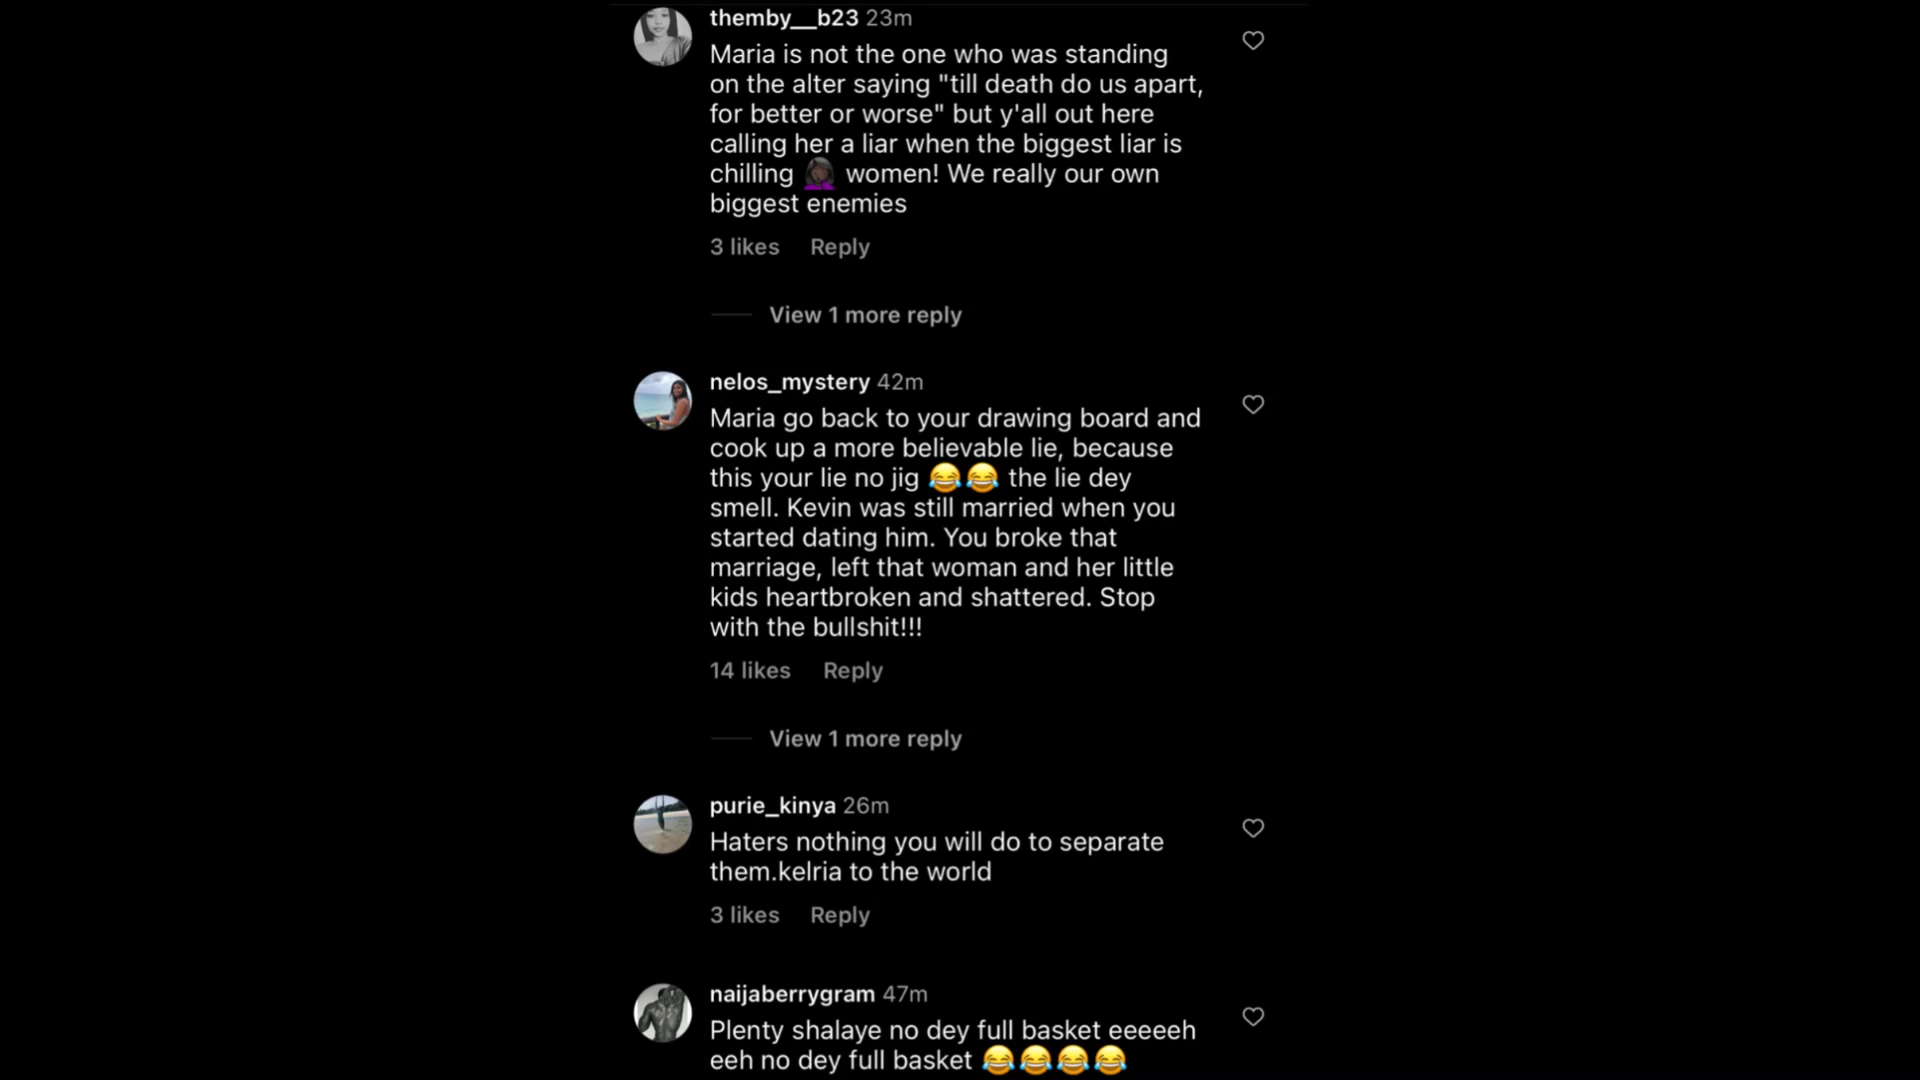 themby__b23 23m
Maria is not the one who was standing
on the alter saying "till death do us apart,
for better or worse" but y'all out here
calling her a liar when the biggest liar is
chilling 🤦🏿‍♀️ women! We really our own
biggest enemies
3 likes Reply
View 1 more reply
nelos_mystery 42m
Maria go back to your drawing board and
cook up a more believable lie, because
this your lie no jig 😂😂 the lie dey
smell. Kevin was still married when you
started dating him. You broke that
marriage, left that woman and her little
kids heartbroken and shattered. Stop
with the bullshit!!!
14 likes Reply
View 1 more reply
purie_kinya 26m
Haters nothing you will do to separate
them.kelria to the world
3 likes Reply
naijaberrygram 47m
Plenty shalaye no dey full basket eeeeeh
eeh no dey full basket 😂😂😂😂